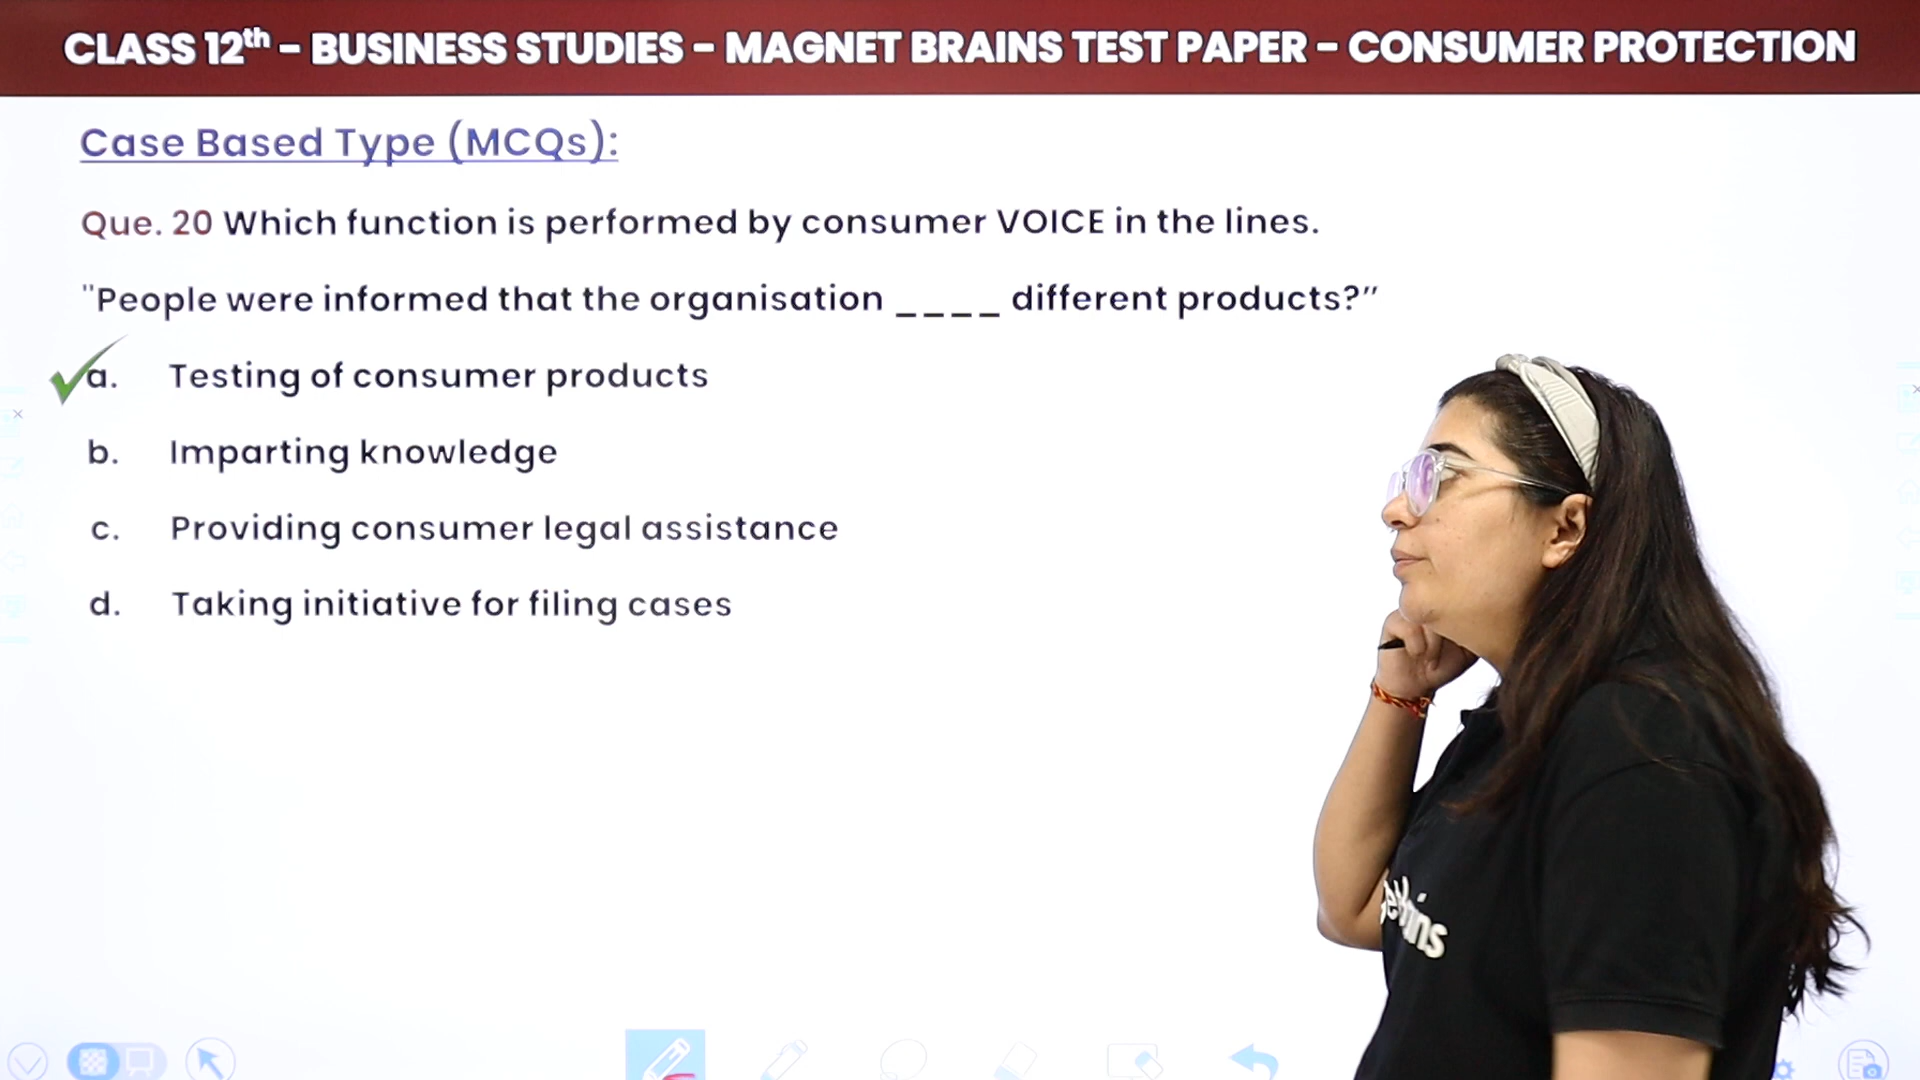 CLASS 12th – BUSINESS STUDIES – MAGNET BRAINS TEST PAPER – CONSUMER PROTECTION
Case Based Type (MCQs):
Que. 20 Which function is performed by consumer VOICE in the lines.
"People were informed that the organisation _ _ _ _ different products?”
a. Testing of consumer products
b. Imparting knowledge
c. Providing consumer legal assistance
d. Taking initiative for filing cases